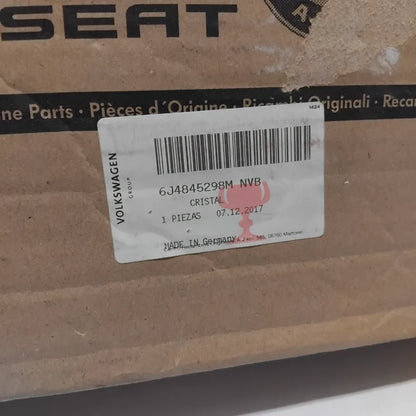 SEAT
ne Parts · Pièces d'Origine · Ricambi Originali · Reca
VOLKSWAGEN
GROUP
6J4845298M NVB
CRISTAL
1 PIEZAS 07.12.2017
MADE IN Germany